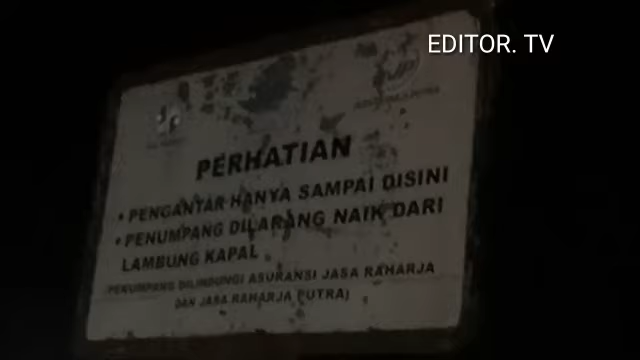 EDITOR. TV
JP
PERHATIAN
• PENGANTAR HANYA SAMPAI DISINI
• PENUMPANG DILARANG NAIK DARI
LAMBUNG KAPAL
PENUMPANG DILINDUNGI ASURANSI JASA RAHARJA
DAN JASA RAHARJA PUTRA)